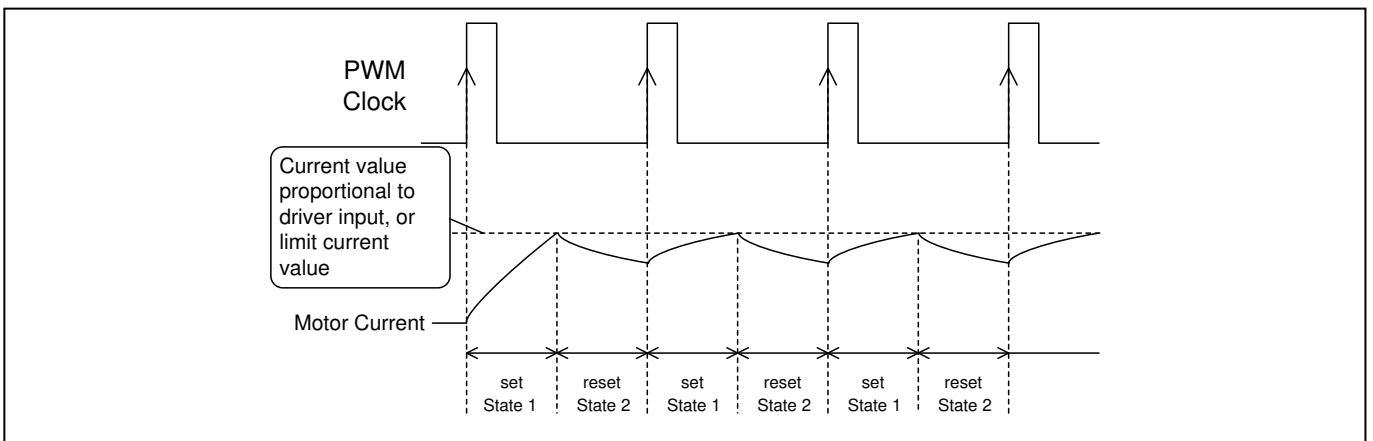 PWM
Clock
Current value
proportional to
driver input, or
limit current
value
Motor Current
set
State 1
reset
State 2
set
State 1
reset
State 2
set
State 1
reset
State 2